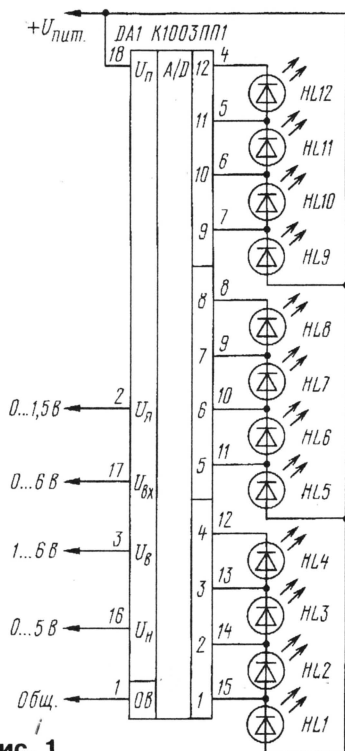 +Uпит. DA1 К1003ПП1
18 Uп A/D 12 4 HL12
11 5 HL11
10 6 HL10
9 7 HL9
8 8 HL8
7 9 HL7
0...1,5 В 2 Uя 6 10 HL6
0...6 В 17 Uвх 5 11 HL5
1...6 В 3 Uв 4 12 HL4
3 13 HL3
0...5 В 16 Uн 2 14 HL2
Общ. 1 0В 1 15 HL1